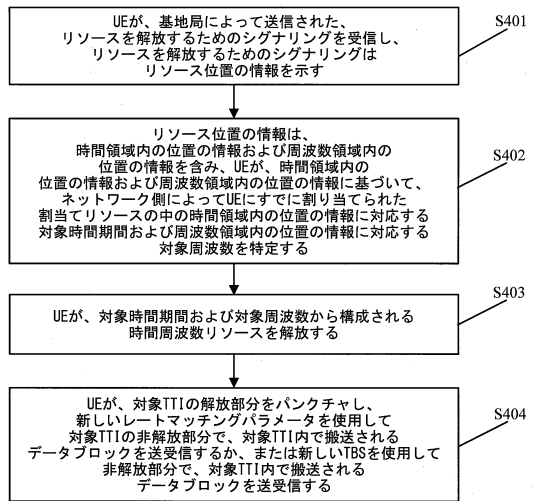 UEが、基地局によって送信された、
リソースを解放するためのシグナリングを受信し、
リソースを解放するためのシグナリングは
リソース位置の情報を示す
S401
リソース位置の情報は、
時間領域内の位置の情報および周波数領域内の
位置の情報を含み、UEが、時間領域内の
位置の情報および周波数領域内の位置の情報に基づいて、
ネットワーク側によってUEにすでに割り当てられた
割当てリソースの中の時間領域内の位置の情報に対応する
対象時間期間および周波数領域内の位置の情報に対応する
対象周波数を特定する
S402
UEが、対象時間期間および対象周波数から構成される
時間周波数リソースを解放する
S403
UEが、対象TTIの解放部分をパンクチャし、
新しいレートマッチングパラメータを使用して
対象TTIの非解放部分で、対象TTI内で搬送される
データブロックを送受信するか、または新しいTBSを使用して
非解放部分で、対象TTI内で搬送される
データブロックを送受信する
S404